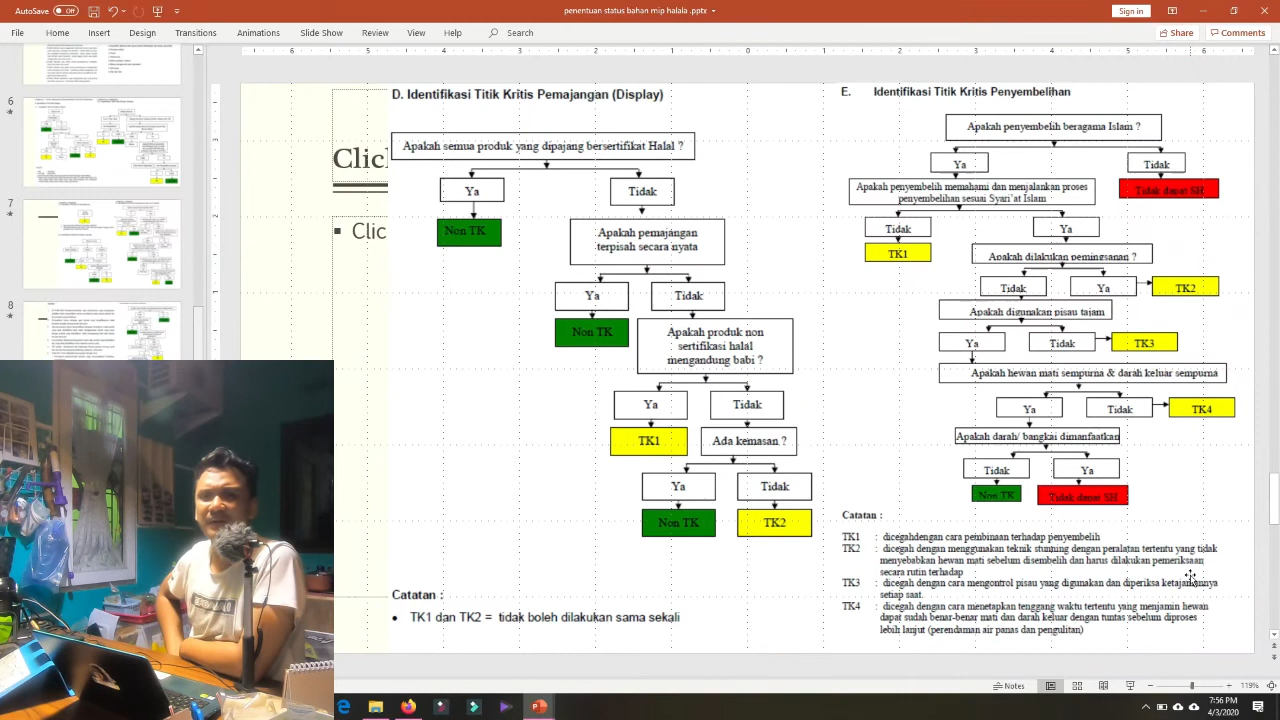 AutoSave Off
penentuan status bahan mip halala .pptx
Sign in
File Home Insert Design Transitions Animations Slide Show Review View Help Search
Share Comments
D. Identifikasi Titik Kritis Pemajangan (Display)
Apakah semua produk yang dipajang bersertifikat Halal ?
Ya Tidak
Non TK
Apakah pemajangan
terpisah secara nyata
Ya Tidak
Non TK
Apakah produk non
sertifikasi halal
mengandung babi ?
Ya Tidak
TK1
Ada kemasan ?
Ya Tidak
Non TK TK2
Catatan :
• TK1 dan TK2 = tidak boleh dilakukan sama sekali
Clic
Clic
8
E. Identifikasi Titik Kritis Penyembelihan
Apakah penyembelih beragama Islam ?
Ya Tidak
Tidak dapat SH
Apakah penyembelih memahami dan menjalankan proses
penyembelihan sesuai Syari'at Islam
Tidak Ya
TK1
Apakah dilakukan pemingsanan ?
Tidak Ya TK2
Apakah digunakan pisau tajam
Ya Tidak TK3
Apakah hewan mati sempurna & darah keluar sempurna
Ya Tidak TK4
Apakah darah/ bangkai dimanfaatkan
Tidak Ya
Non TK Tidak dapat SH
Catatan :
TK1 : dicegahdengan cara pembinaan terhadap penyembelih
TK2 : dicegah dengan menggunakan teknik stunning dengan peralatan tertentu yang tidak
menyebabkan hewan mati sebelum disembelih dan harus dilakukan pemeriksaan
secara rutin terhadap
TK3 : dicegah dengan cara mengontrol pisau yang digunakan dan diperiksa ketajamannya
setiap saat.
TK4 : dicegah dengan cara menetapkan tenggang waktu tertentu yang menjamin hewan
dapat sudah benar-benar mati dan darah keluar dengan tuntas sebelum diproses
lebih lanjut (perendaman air panas dan pengulitan)
Notes
119%
7:56 PM
4/3/2020